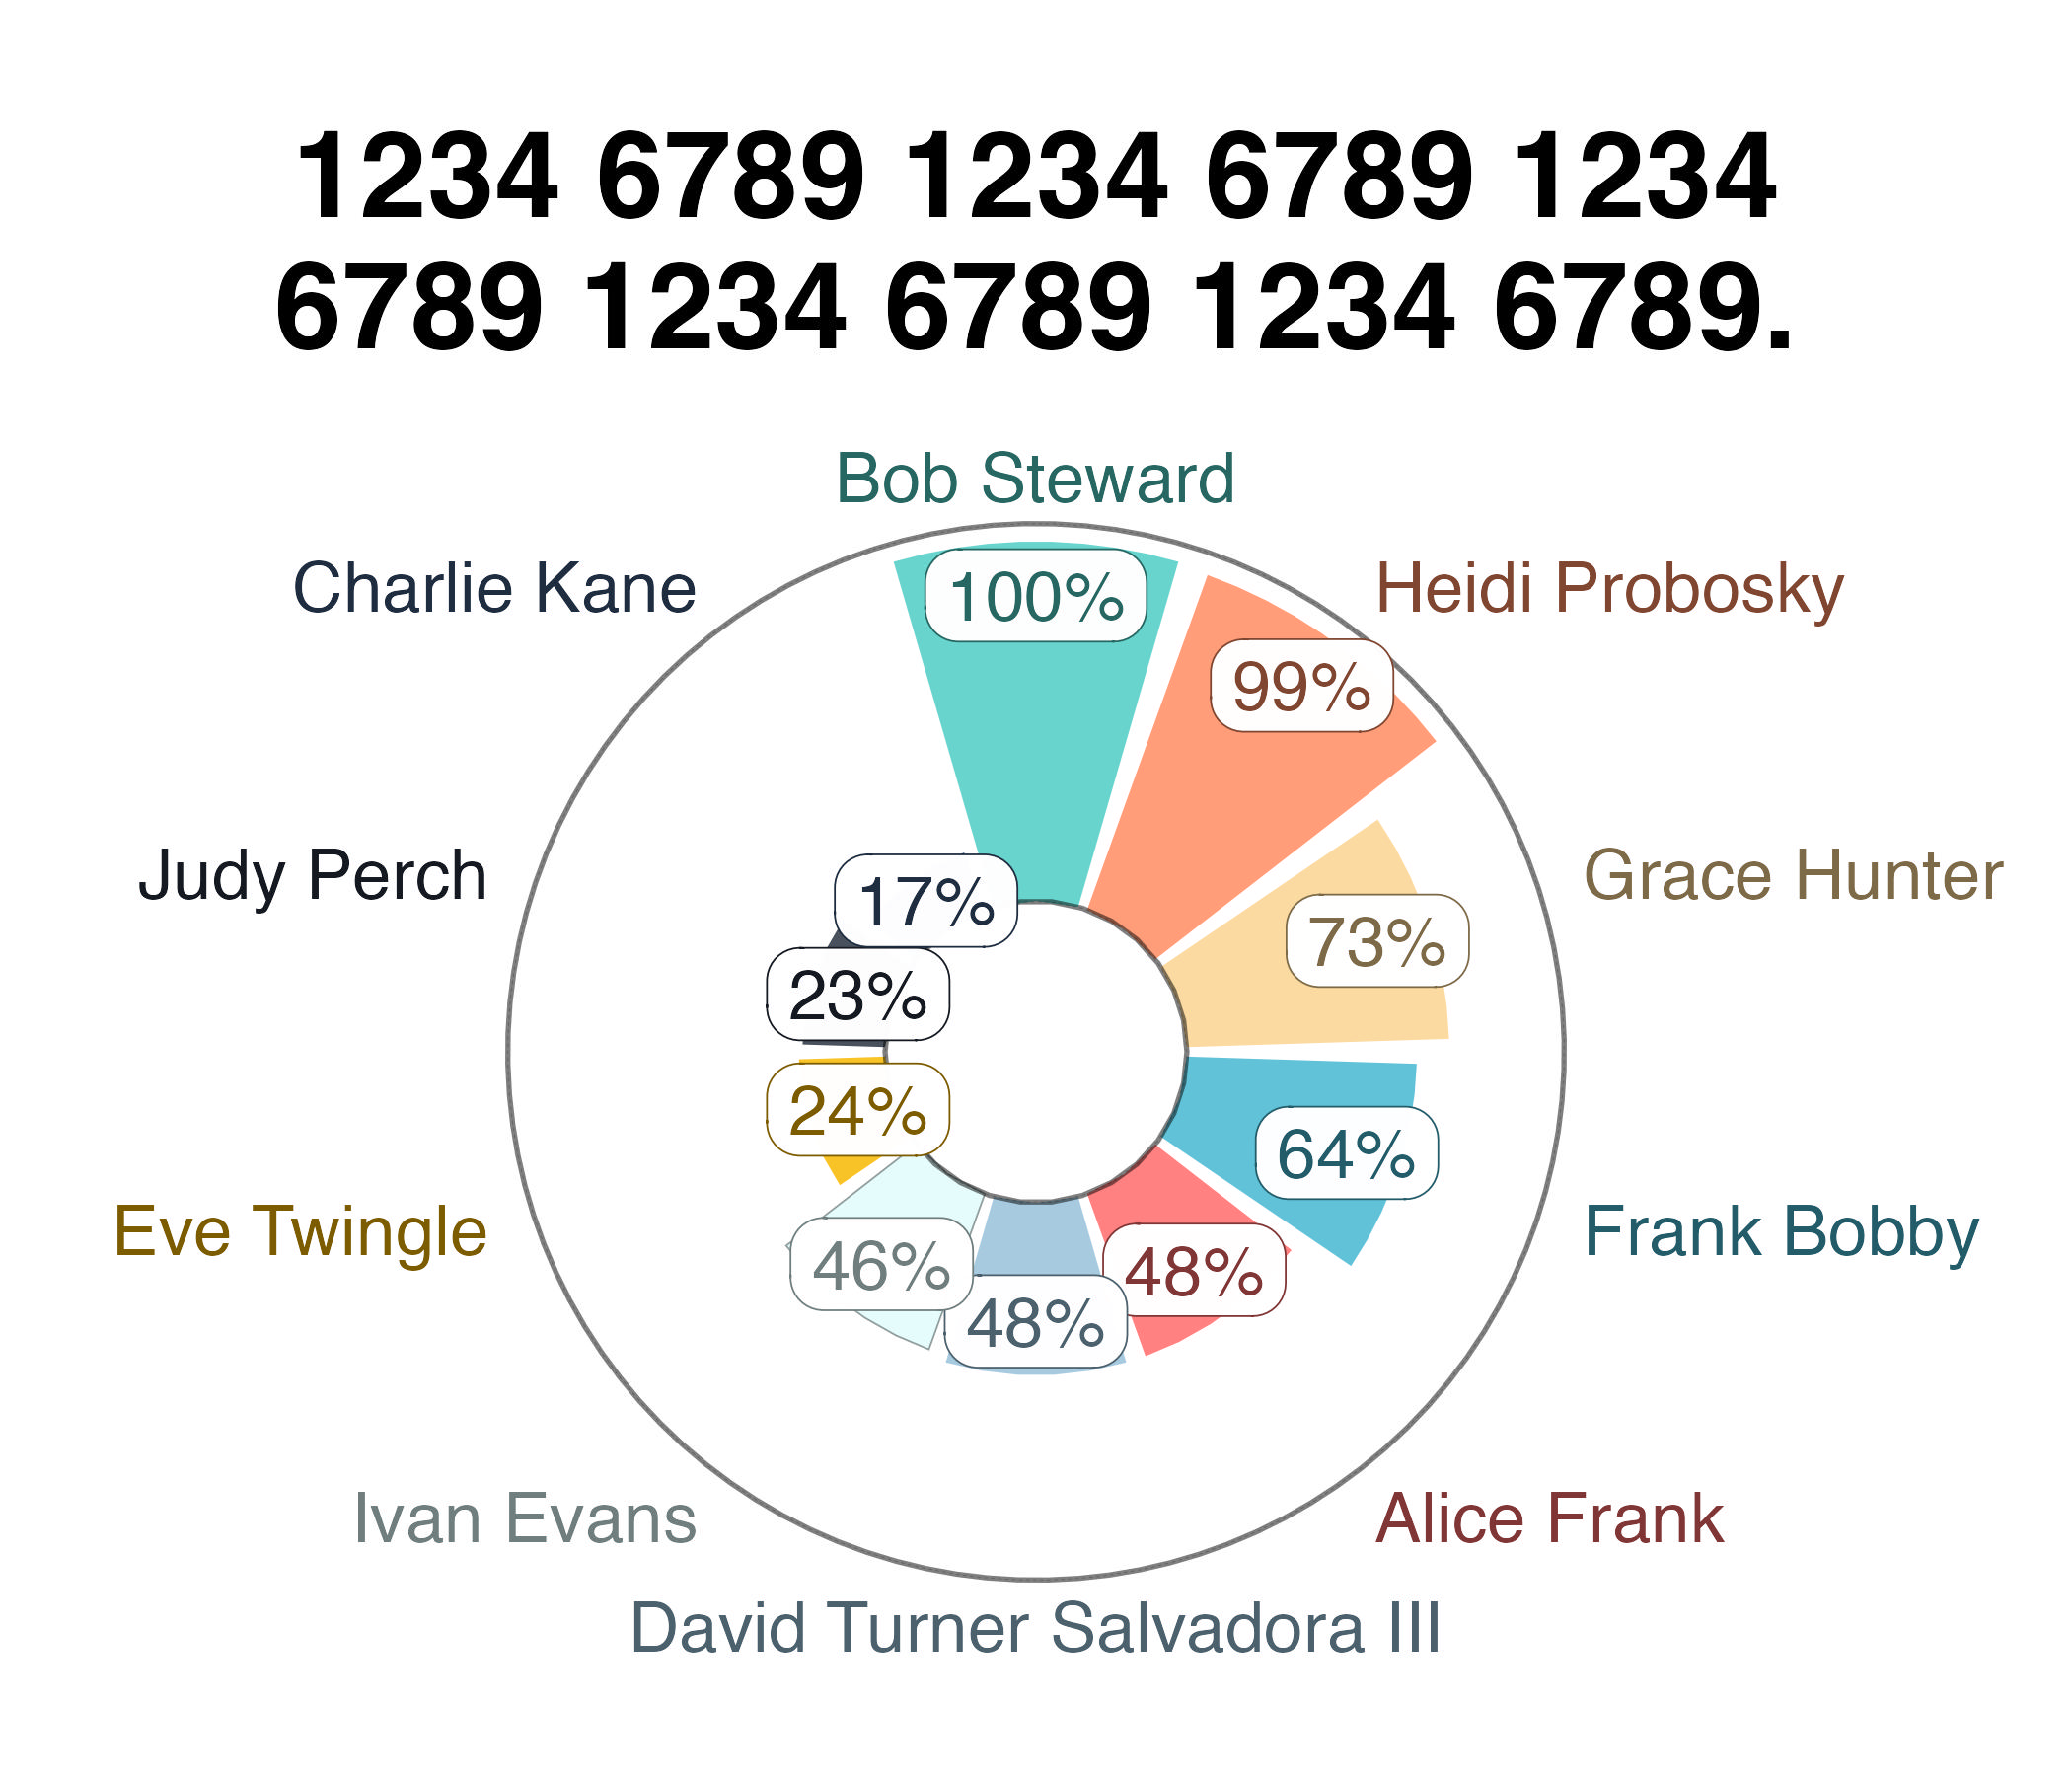 1234 6789 1234 6789 1234
6789 1234 6789 1234 6789.
Bob Steward
Charlie Kane
Heidi Probosky
100%
99%
Judy Perch
17%
Grace Hunter
73%
23%
24%
64%
Eve Twingle
Frank Bobby
46%
48%
48%
Ivan Evans
Alice Frank
David Turner Salvadora III